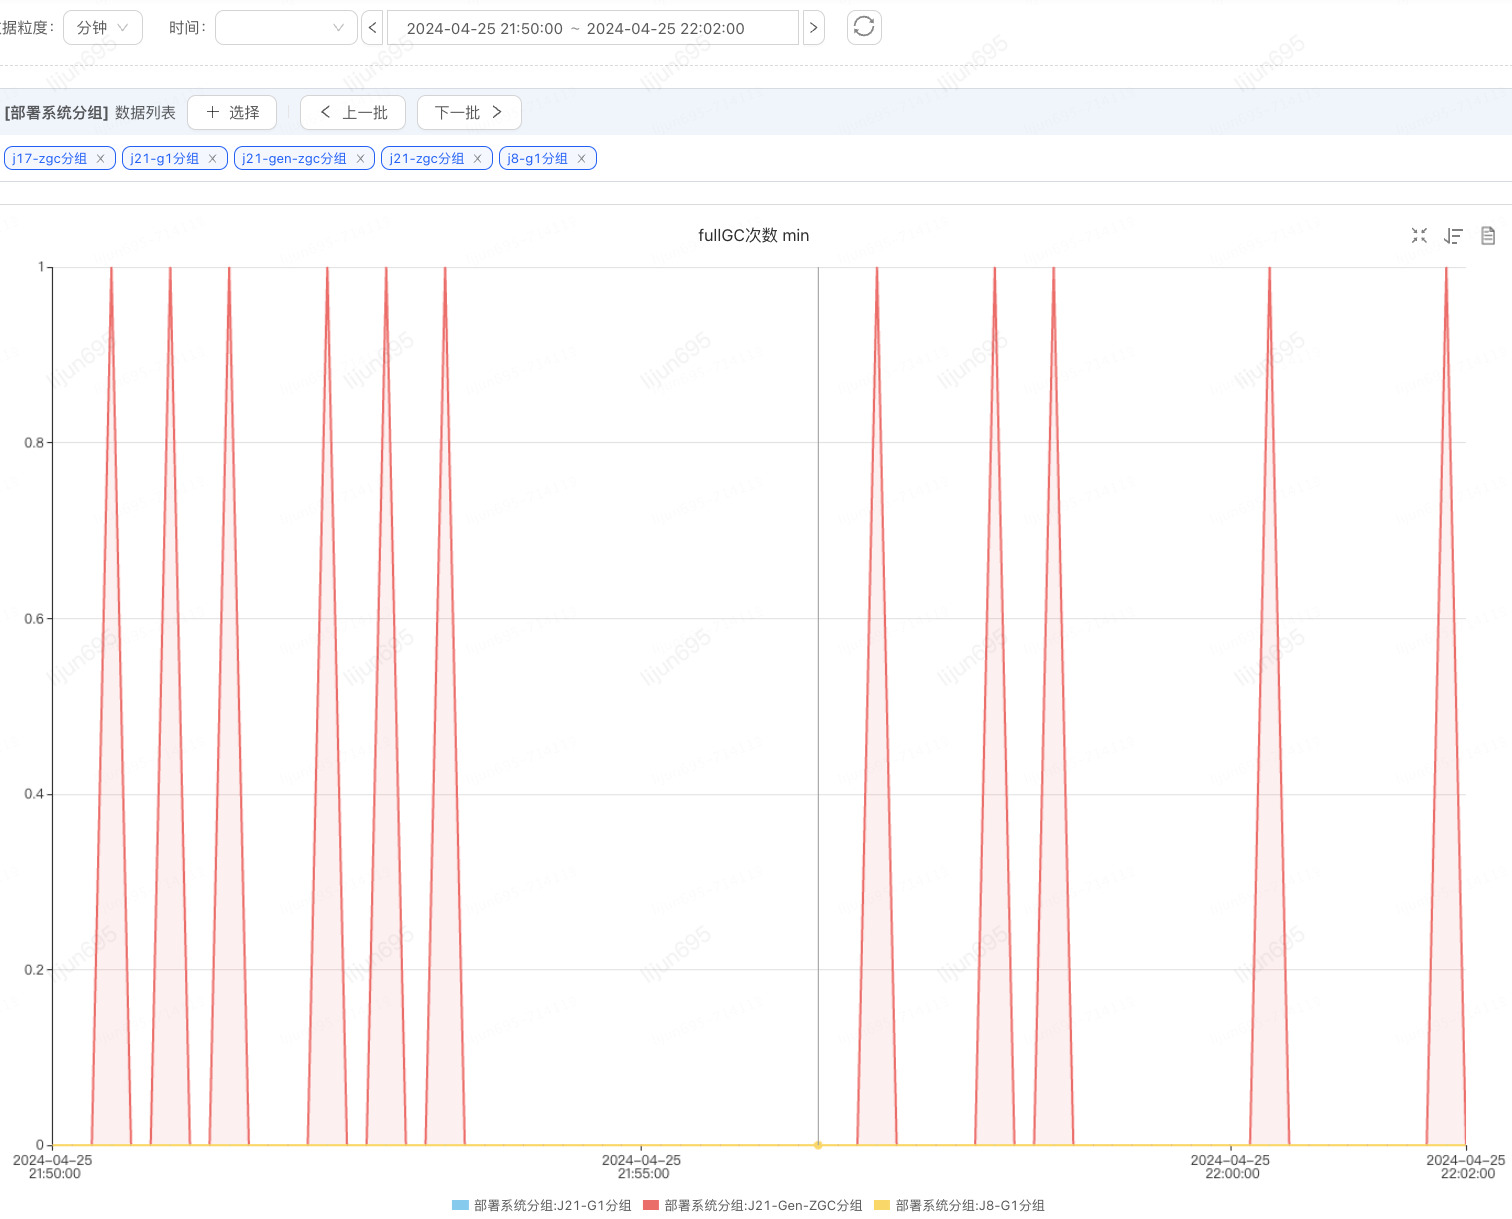 据粒度: 分钟 时间: 2024-04-25 21:50:00 ~ 2024-04-25 22:02:00
[部署系统分组] 数据列表 + 选择 < 上一批 下一批 >
j17-zgc分组 × j21-g1分组 × j21-gen-zgc分组 × j21-zgc分组 × j8-g1分组 ×
fullGC次数 min
1
0.8
0.6
0.4
0.2
0
2024-04-25 21:50:00
2024-04-25 21:55:00
2024-04-25 22:00:00
2024-04-25 22:02:00
部署系统分组:J21-G1分组 部署系统分组:J21-Gen-ZGC分组 部署系统分组:J8-G1分组
lijun695